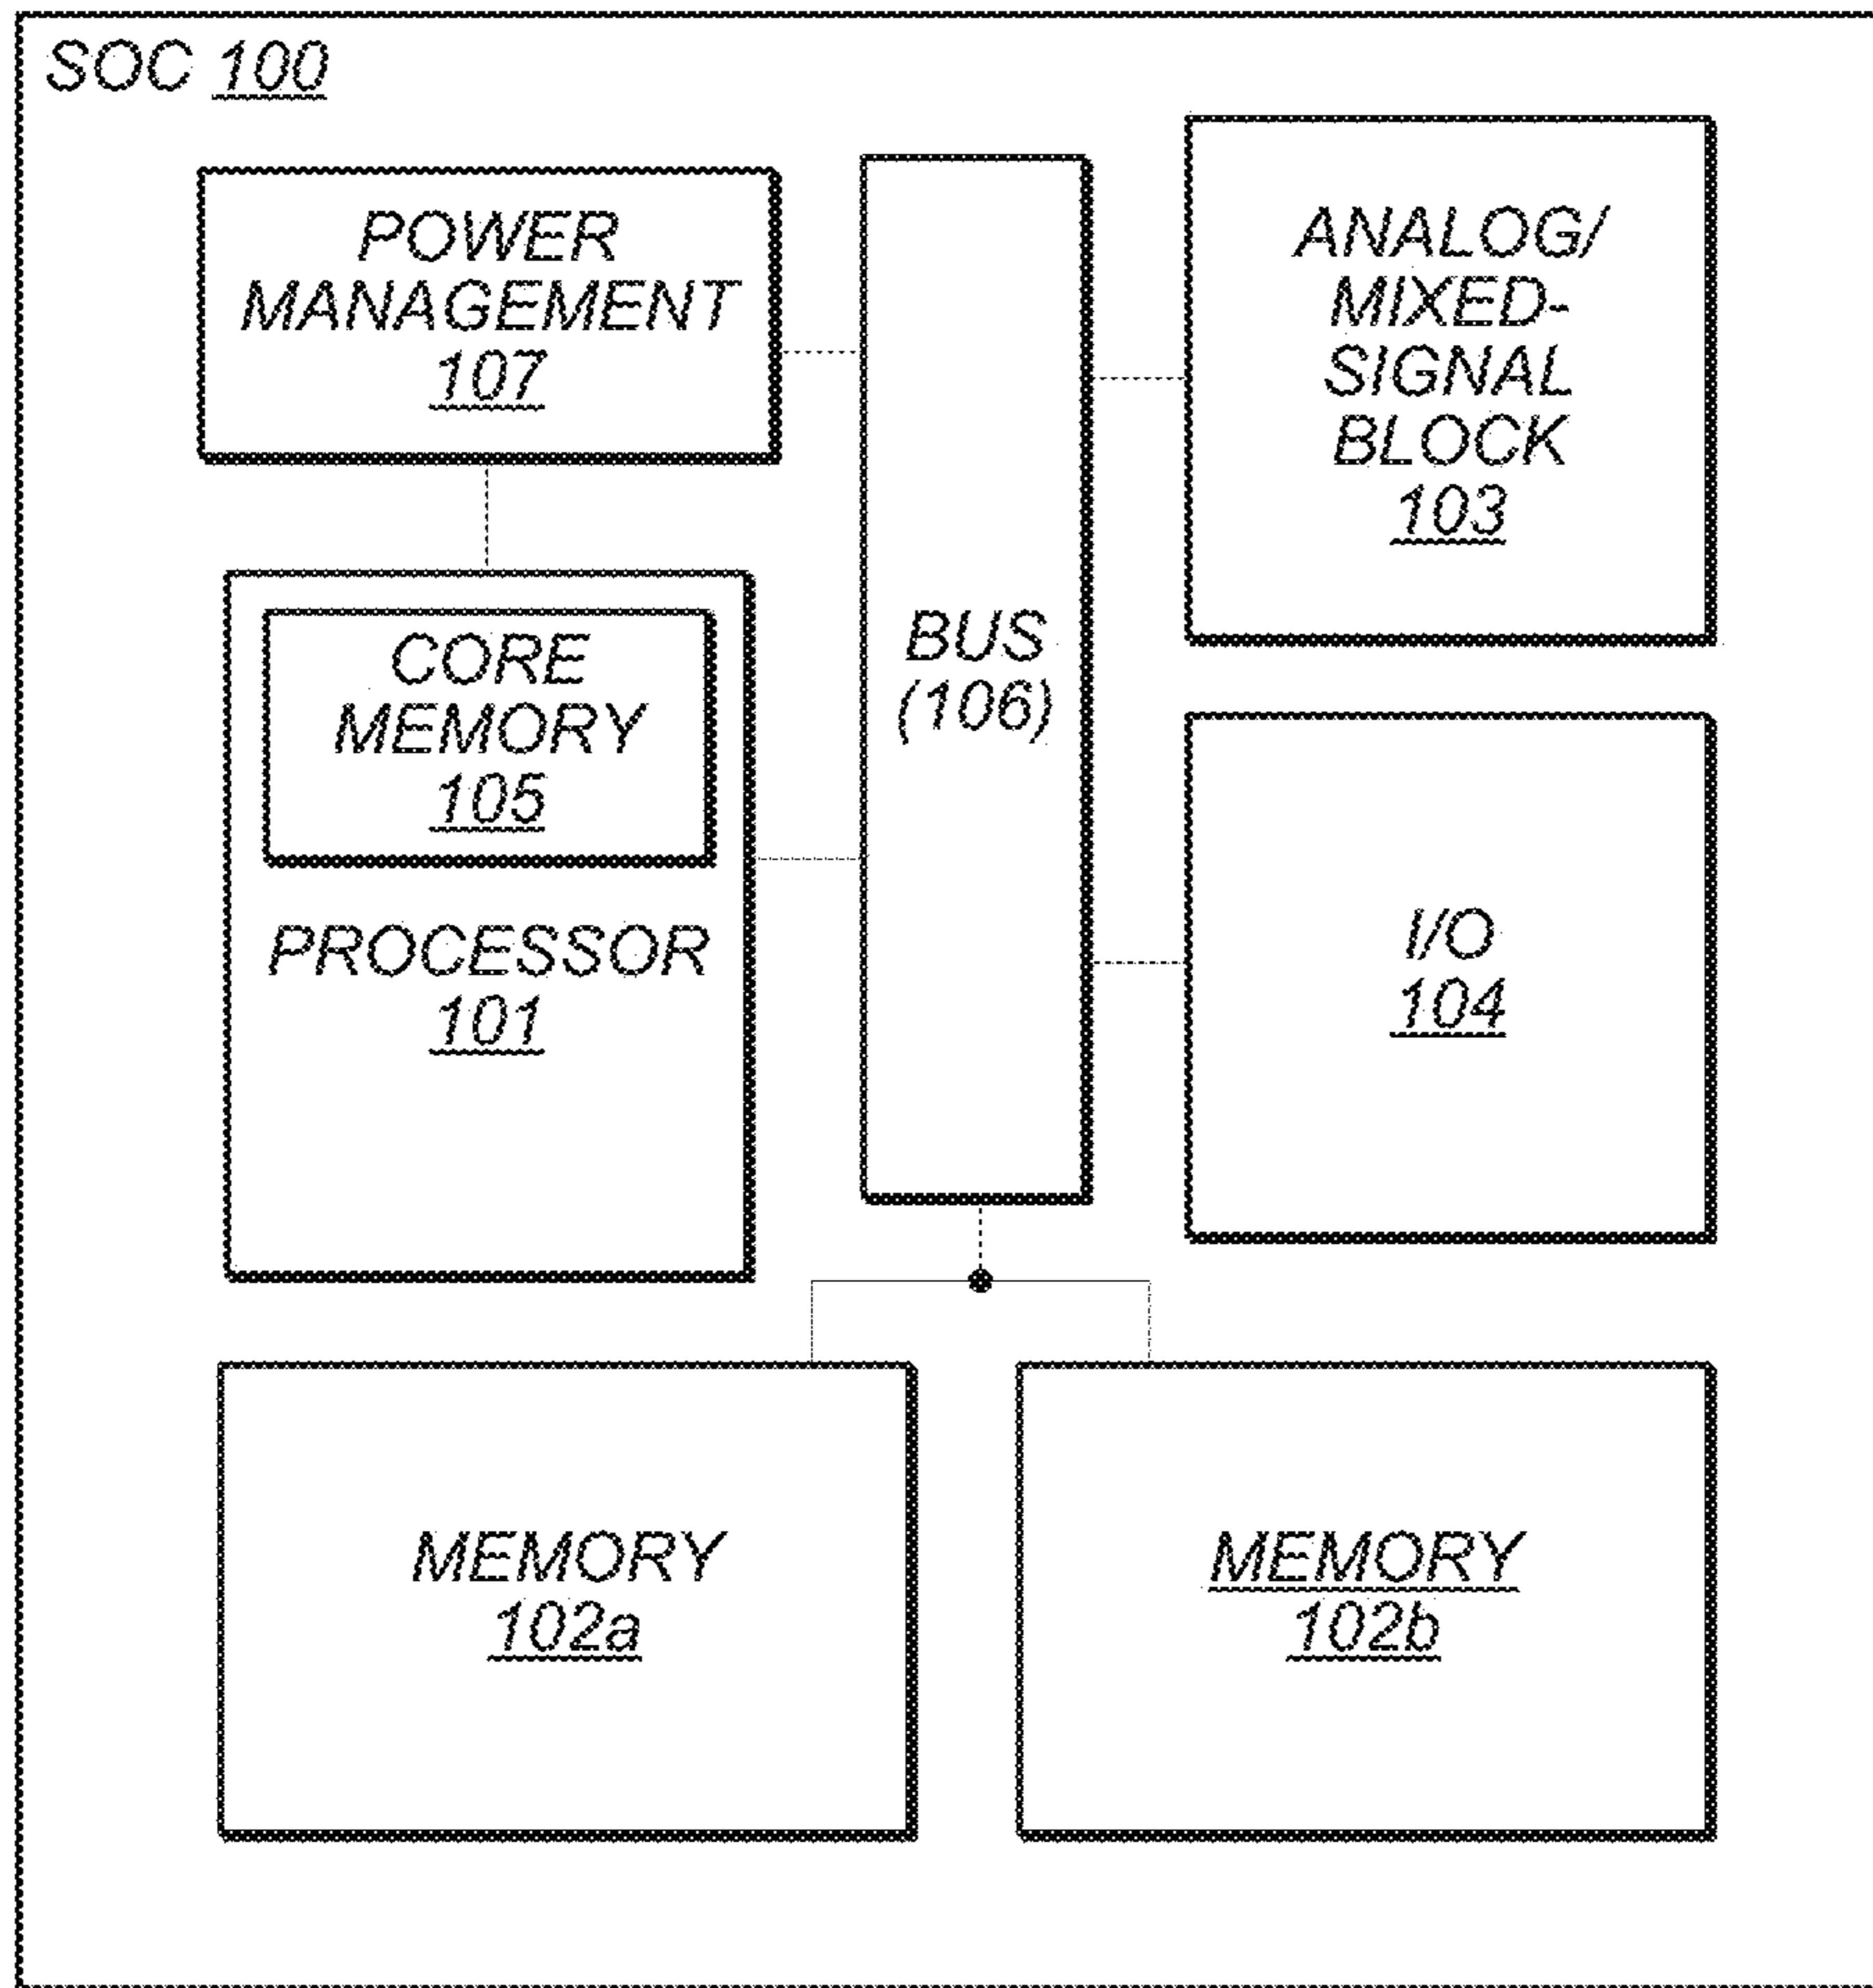 SOC 100
POWER
MANAGEMENT
107
CORE
MEMORY
105
PROCESSOR
101
BUS
(106)
ANALOG/
MIXED-
SIGNAL
BLOCK
103
I/O
104
MEMORY
102a
MEMORY
102b